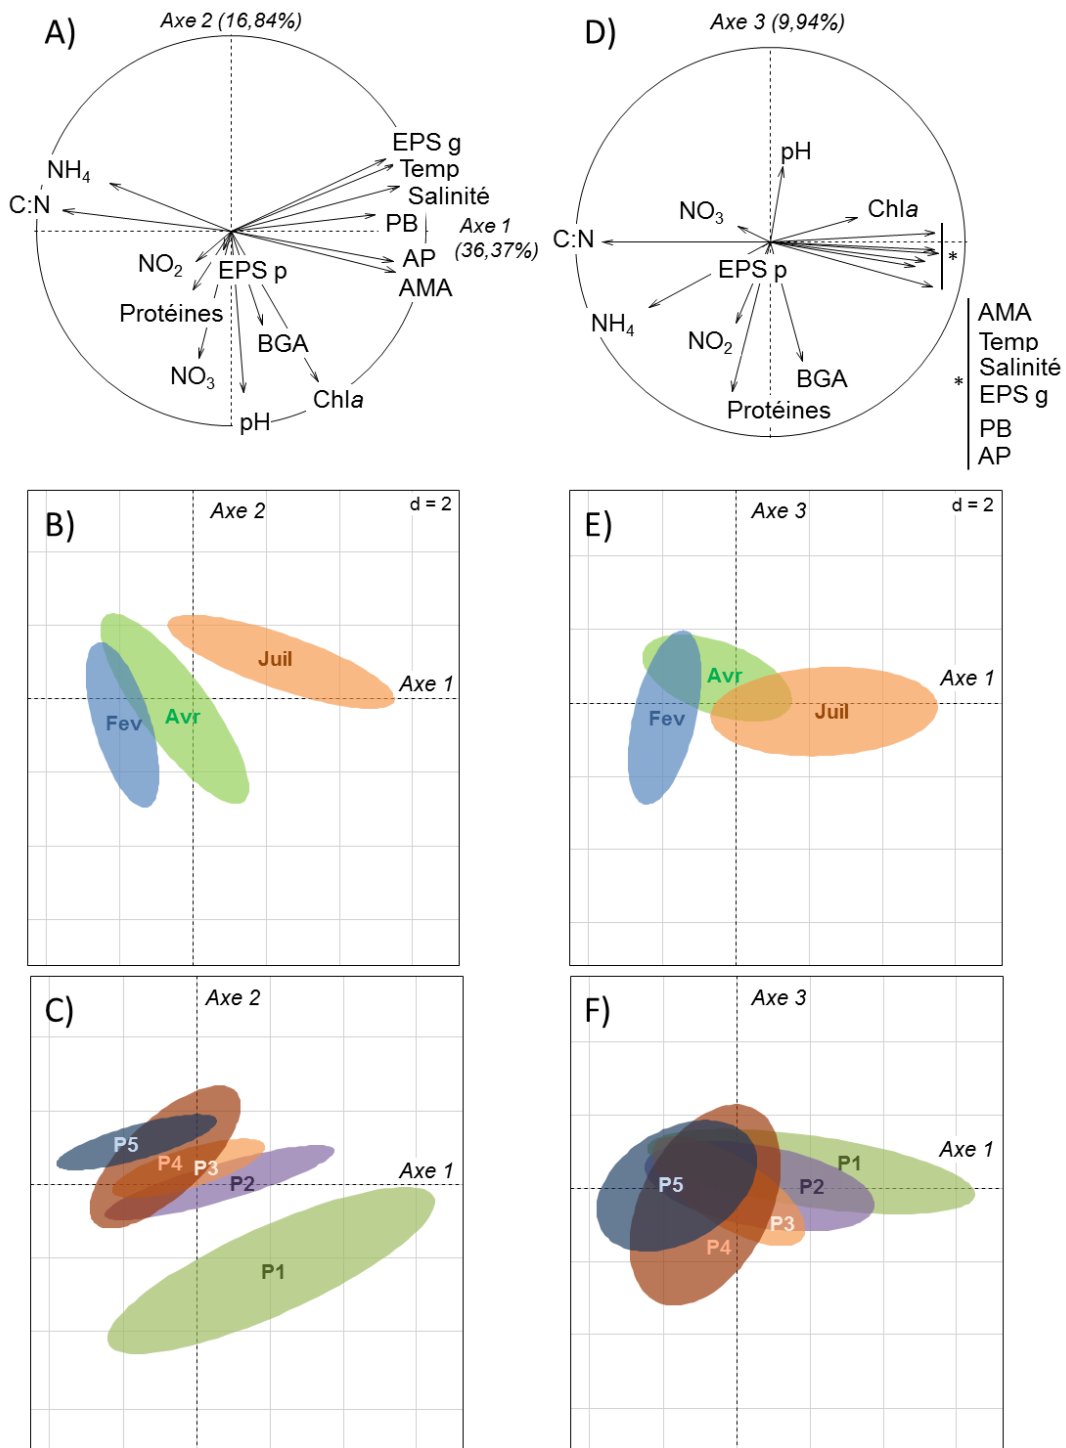 A)
Axe 2 (16,84%)
EPS g
Temp
Salinité
NH4
C:N
PB
Axe 1
(36,37%)
AP
AMA
NO2
EPS p
Protéines
BGA
NO3
Chla
pH
D)
Axe 3 (9,94%)
pH
NO3
Chla
C:N
*
EPS p
NH4
NO2
BGA
Protéines
*
AMA
Temp
Salinité
EPS g
PB
AP
B)
Axe 2
d = 2
Juil
Axe 1
Fev
Avr
E)
Axe 3
d = 2
Avr
Axe 1
Fev
Juil
C)
Axe 2
P5
P4
P3
Axe 1
P2
P1
F)
Axe 3
Axe 1
P1
P5
P2
P3
P4